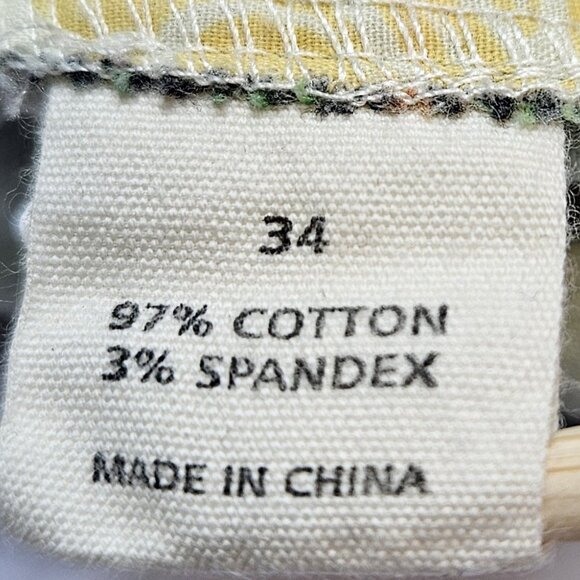 34
97% COTTON
3% SPANDEX
MADE IN CHINA